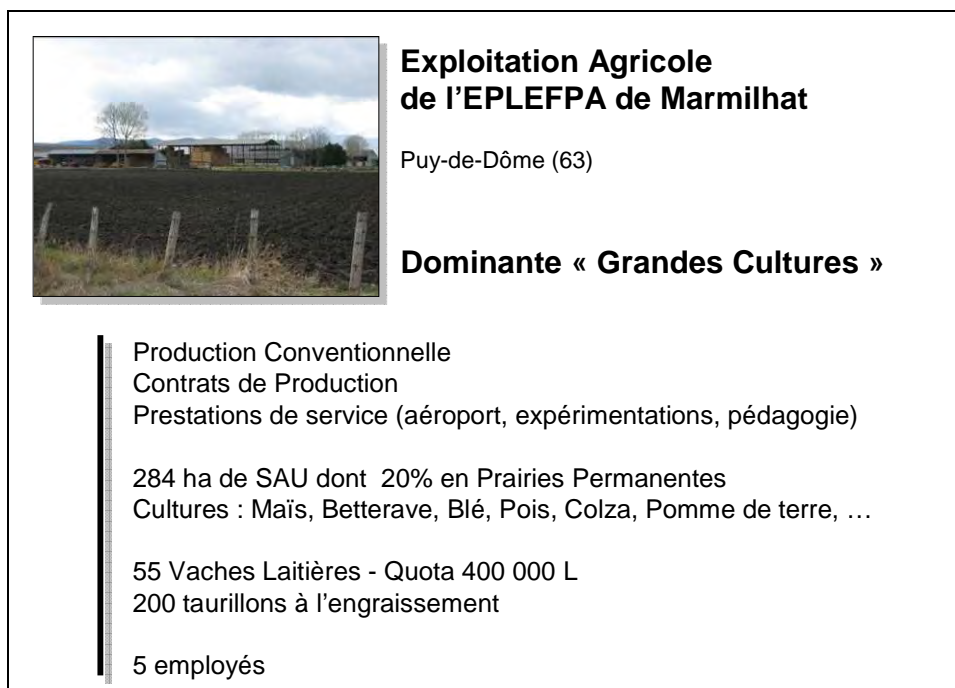 Exploitation Agricole
de l'EPLEFPA de Marmilhat
Puy-de-Dôme (63)
Dominante « Grandes Cultures »
Production Conventionnelle
Contrats de Production
Prestations de service (aéroport, expérimentations, pédagogie)
284 ha de SAU dont 20% en Prairies Permanentes
Cultures : Maïs, Betterave, Blé, Pois, Colza, Pomme de terre, …
55 Vaches Laitières - Quota 400 000 L
200 taurillons à l'engraissement
5 employés